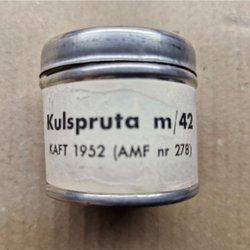 Kulspruta m/42
KAFT 1952 (AMF nr 278)